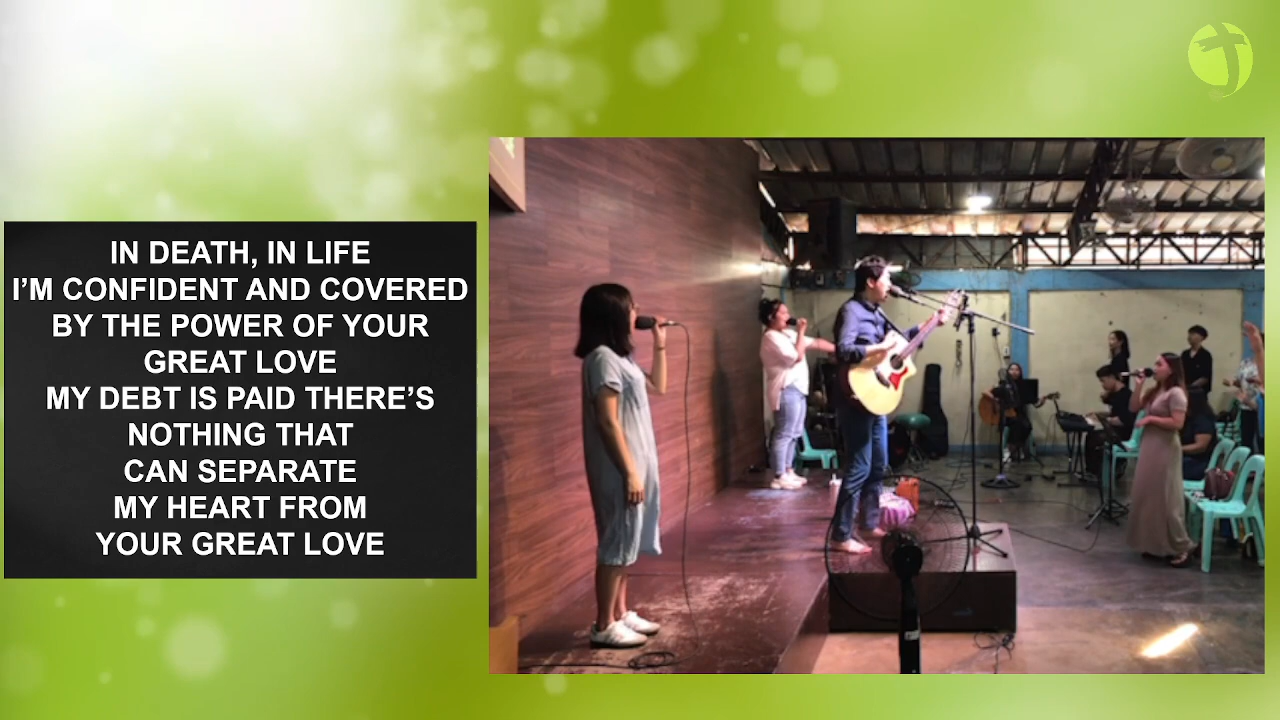 IN DEATH, IN LIFE
I'M CONFIDENT AND COVERED
BY THE POWER OF YOUR
GREAT LOVE
MY DEBT IS PAID THERE'S
NOTHING THAT
CAN SEPARATE
MY HEART FROM
YOUR GREAT LOVE